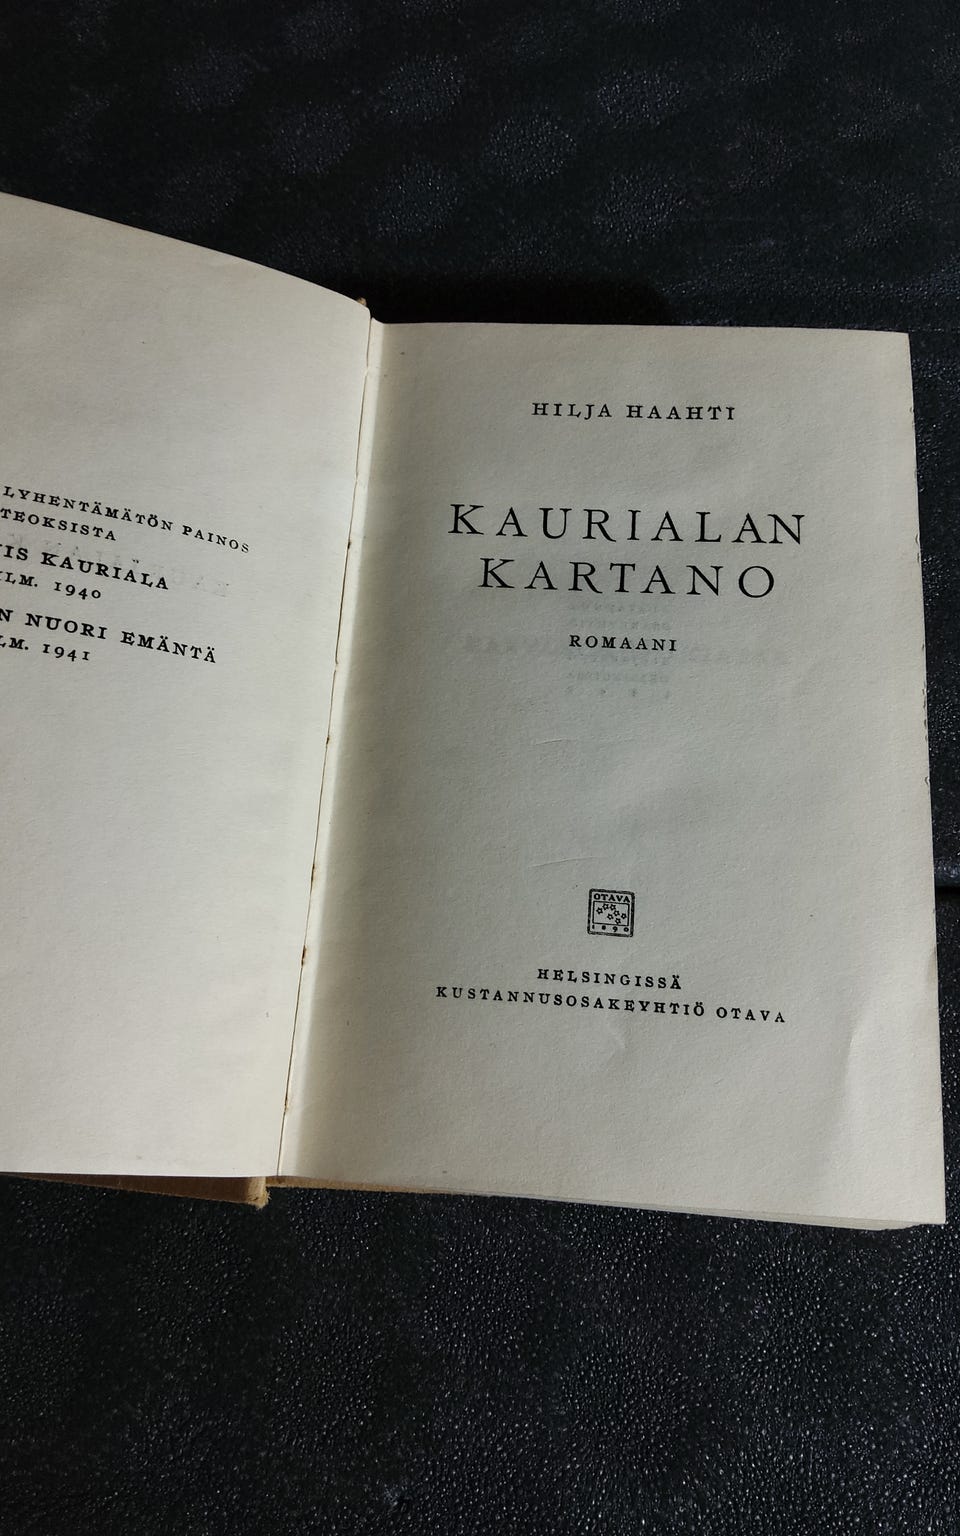 LYHENTÄMÄTÖN PAINOS
TEOKSISTA
KAURIALA
ILM. 1940
NUORI EMÄNTÄ
ILM. 1941
HILJA HAAHTI
KAURIALAN
KARTANO
ROMAANI
OTAVA
1890
HELSINGISSÄ
KUSTANNUSOSAKEYHTIÖ OTAVA